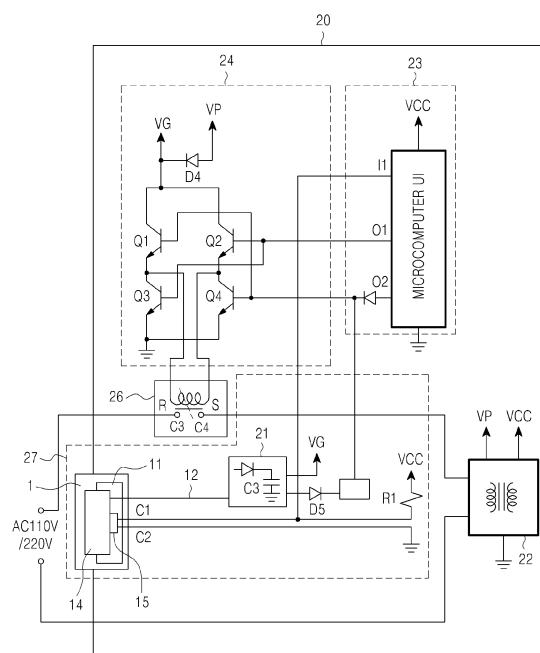 20
24
23
VG
VP
VCC
D4
I1
Q1
Q2
O1
Q3
Q4
O2
MICROCOMPUTER UI
26
R
S
C3
C4
27
21
VG
VCC
VP
VCC
1
11
12
C3
D5
R1
C1
C2
AC110V
/220V
14
15
22